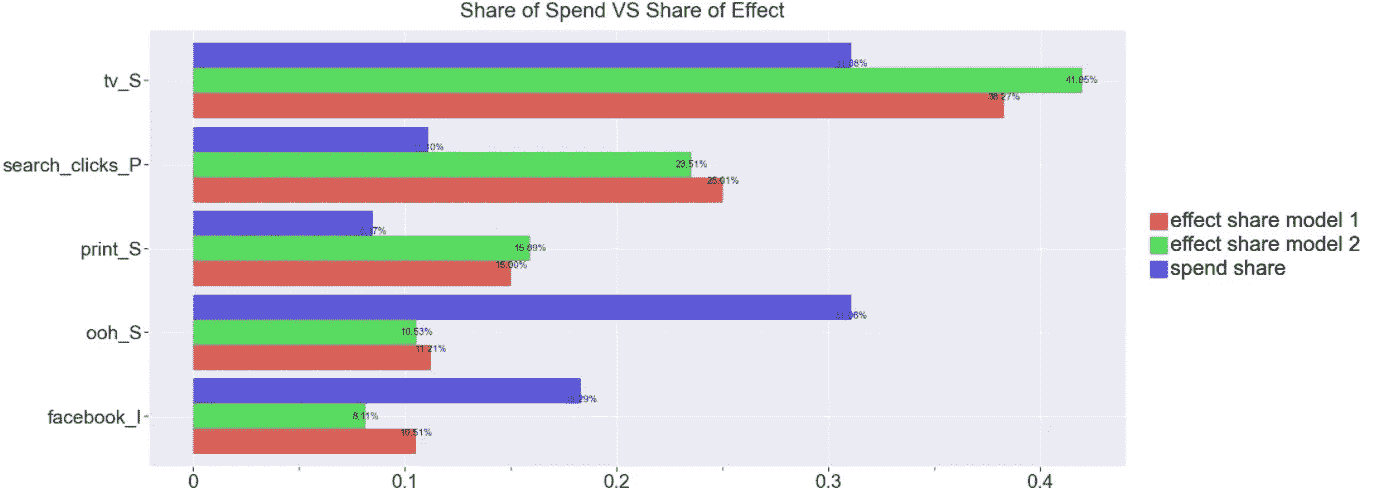 Share of Spend VS Share of Effect
tv_S
41.95%
38.27%
search_clicks_P
23.51%
25.01%
print_S
15.89%
15.00%
ooh_S
10.53%
11.21%
facebook_I
8.11%
10.51%
effect share model 1
effect share model 2
spend share
0
0.1
0.2
0.3
0.4